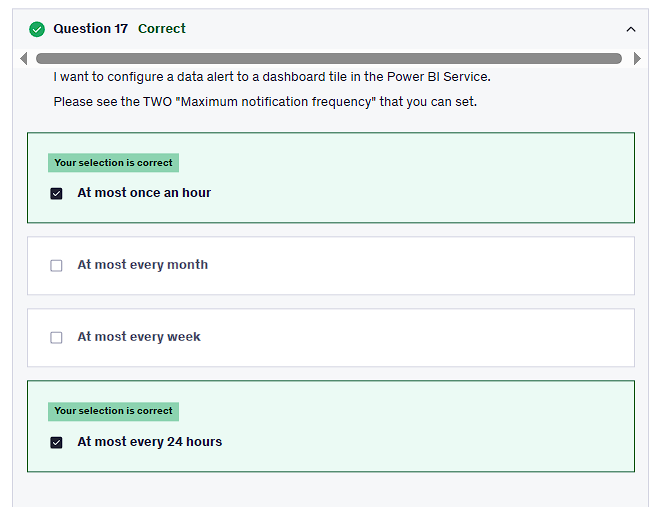 Question 17 Correct
I want to configure a data alert to a dashboard tile in the Power BI Service.
Please see the TWO "Maximum notification frequency" that you can set.
Your selection is correct
At most once an hour
At most every month
At most every week
Your selection is correct
At most every 24 hours